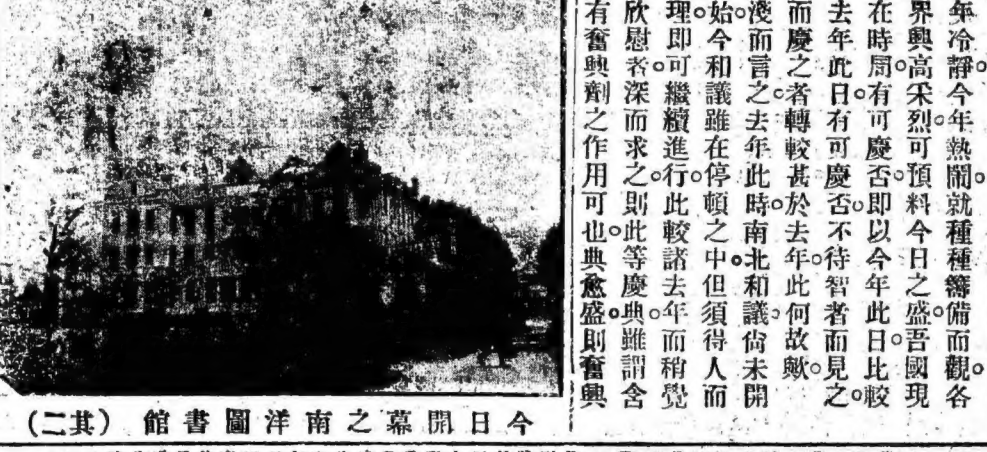 年冷靜。今年熱鬧。就種種籌備而觀。各
界興高采烈。可預料今日之盛。吾國現
在時局。有可慶否。即以今年此日。比較
去年此日。有可慶否。不待智者而見之。
而慶之者轉較甚於去年。此何故歟。
淺而言之。去年此時。南北和議。尙未開
始。今和議雖在停頓之中。但須得人而
理。即可繼續進行。此較諸去年而稍覺
欣慰者。深而求之。則此等慶典。雖謂含
有奮興劑之作用可也。典愈盛。則奮興
今日開幕之南洋圖書館（其二）